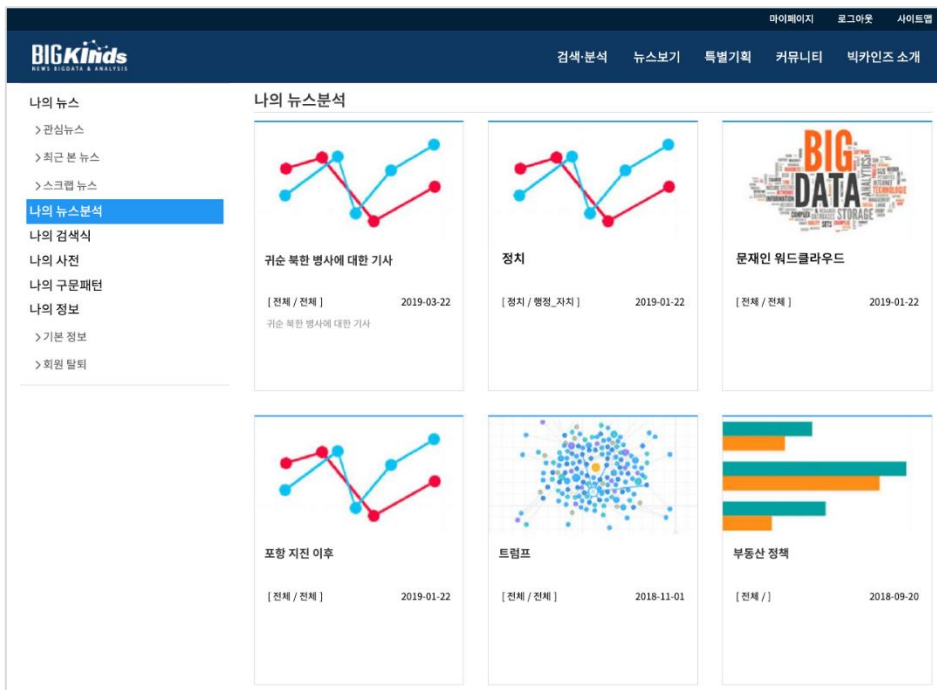 마이페이지 로그아웃 사이트맵
BIGKinds
NEWS BIGDATA & ANALYSIS
검색·분석 뉴스보기 특별기획 커뮤니티 빅카인즈 소개
나의 뉴스
> 관심뉴스
> 최근 본 뉴스
> 스크랩 뉴스
나의 뉴스분석
나의 검색식
나의 사전
나의 구문패턴
나의 정보
> 기본 정보
> 회원 탈퇴
나의 뉴스분석
귀순 북한 병사에 대한 기사
[ 전체 / 전체 ] 2019-03-22
귀순 북한 병사에 대한 기사
정치
[ 정치 / 행정_자치 ] 2019-01-22
BIG
DATA
ANALYTICS
INTERNET
TECHNOLOGIE
INFORMATION
MANAGEMENT
COMPLEX DATABASES STORAGE
SETS
문재인 워드클라우드
[ 전체 / 전체 ] 2019-01-22
포항 지진 이후
[ 전체 / 전체 ] 2019-01-22
트럼프
[ 전체 / 전체 ] 2018-11-01
부동산 정책
[ 전체 / ] 2018-09-20